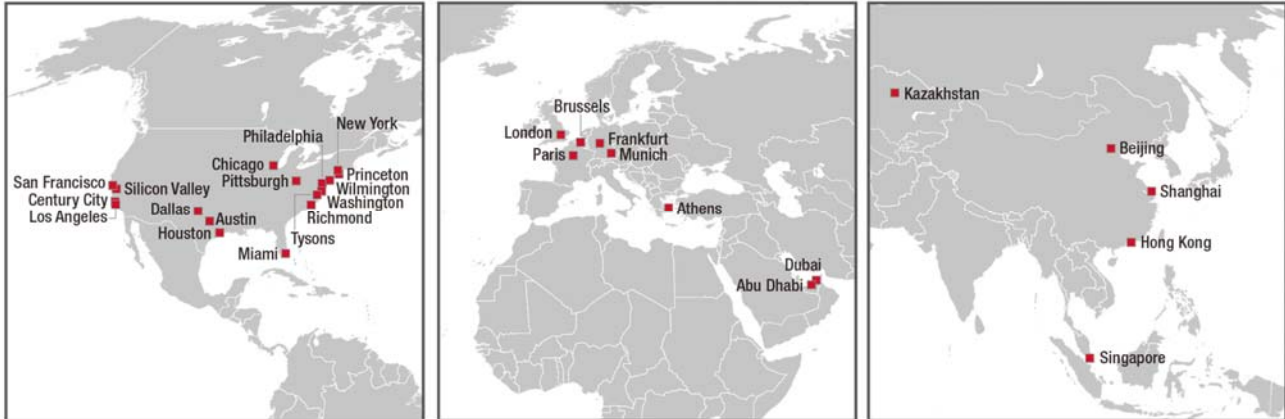 New York
Philadelphia
Chicago
Pittsburgh
Princeton
Wilmington
Washington
Richmond
San Francisco
Silicon Valley
Century City
Los Angeles
Dallas
Austin
Houston
Tysons
Miami
Brussels
London
Frankfurt
Paris
Munich
Athens
Dubai
Abu Dhabi
Kazakhstan
Beijing
Shanghai
Hong Kong
Singapore